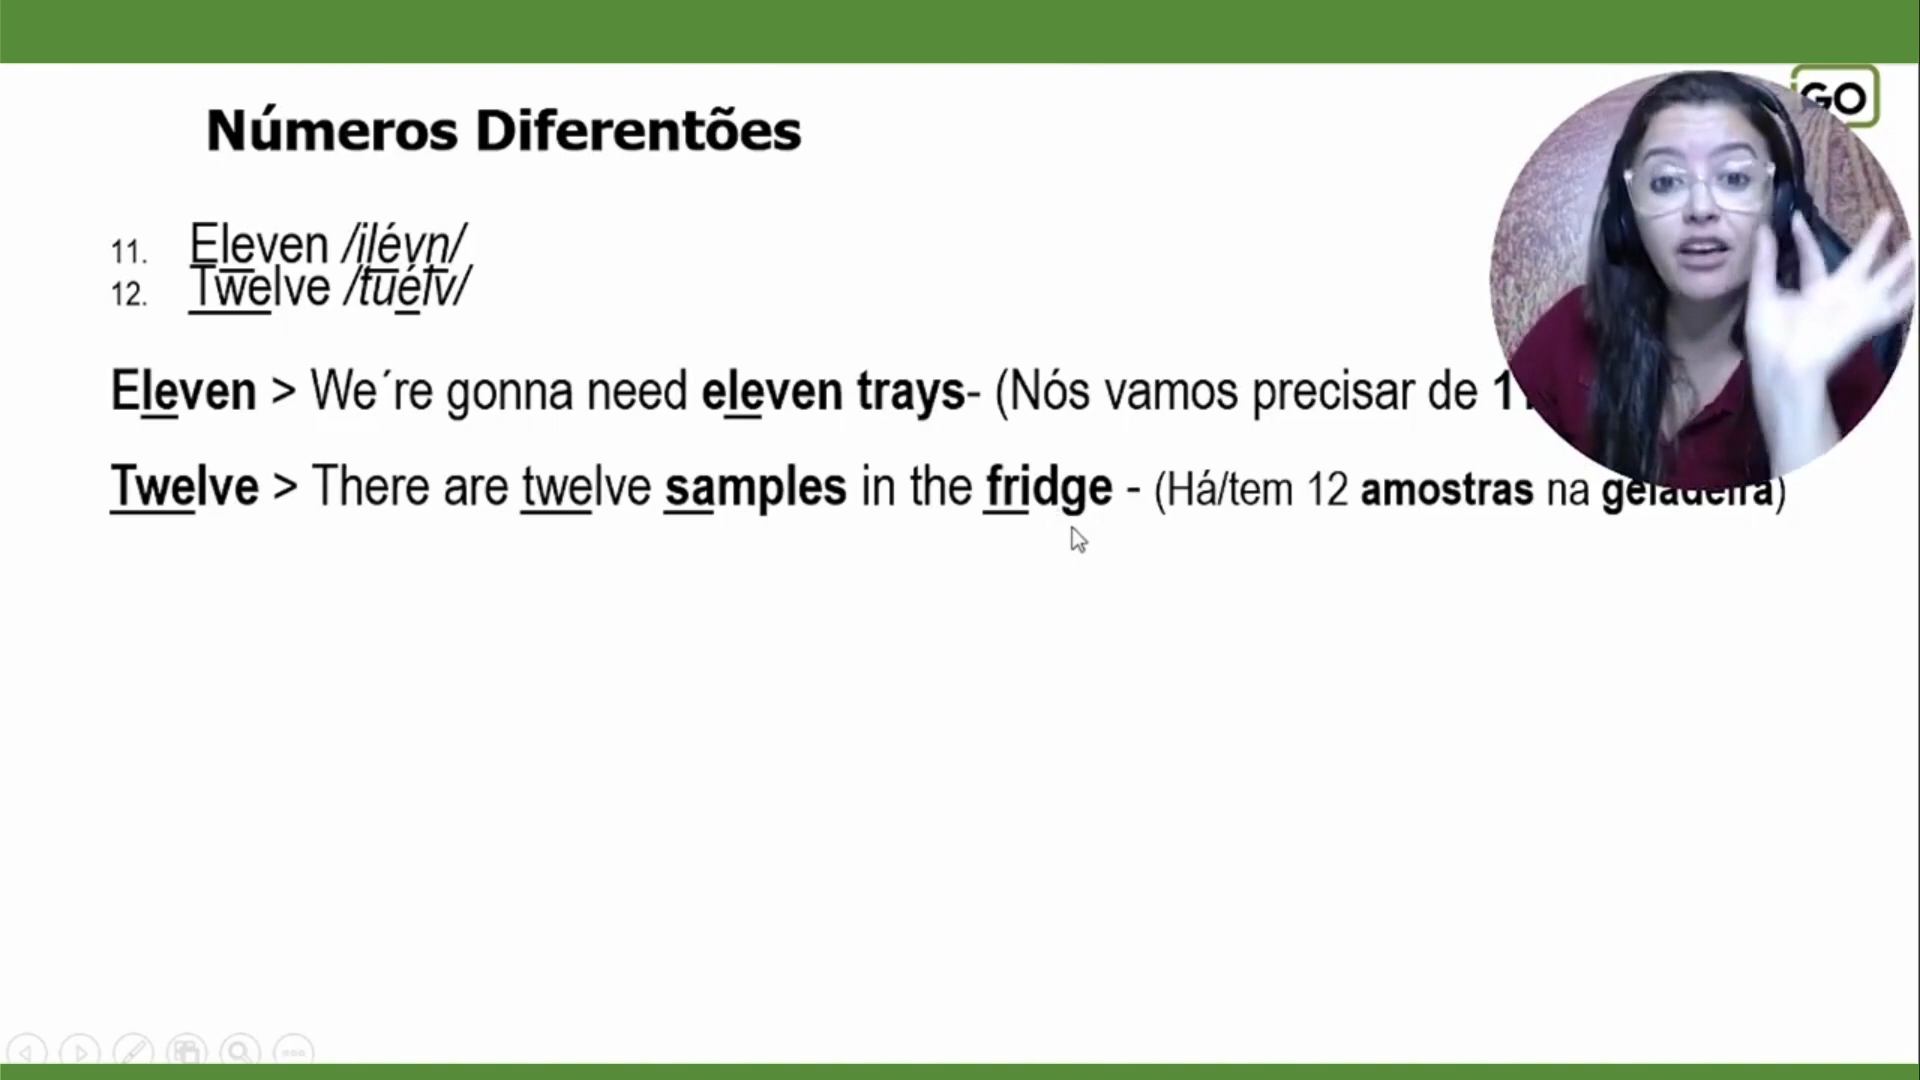 GO
Números Diferentões
11. Eleven /ilévn/
12. Twelve /tuélv/
Eleven > We´re gonna need eleven trays- (Nós vamos precisar de
Twelve > There are twelve samples in the fridge - (Há/tem 12 amostras na geladeira)